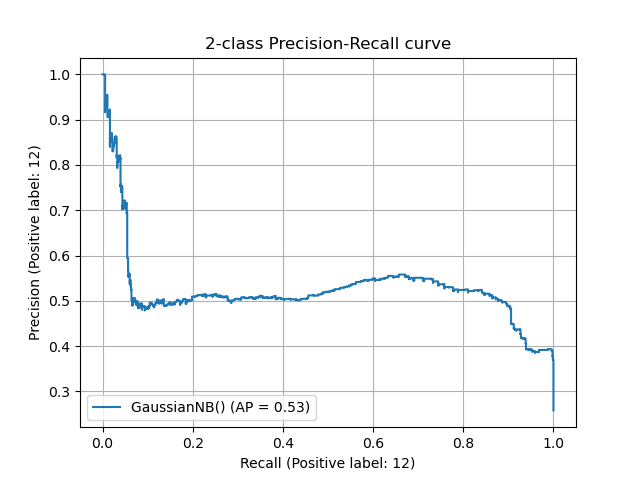 2-class Precision-Recall curve
1.0
0.9
0.8
0.7
0.6
0.5
0.4
0.3
Precision (Positive label: 12)
GaussianNB() (AP = 0.53)
0.0 0.2 0.4 0.6 0.8 1.0
Recall (Positive label: 12)